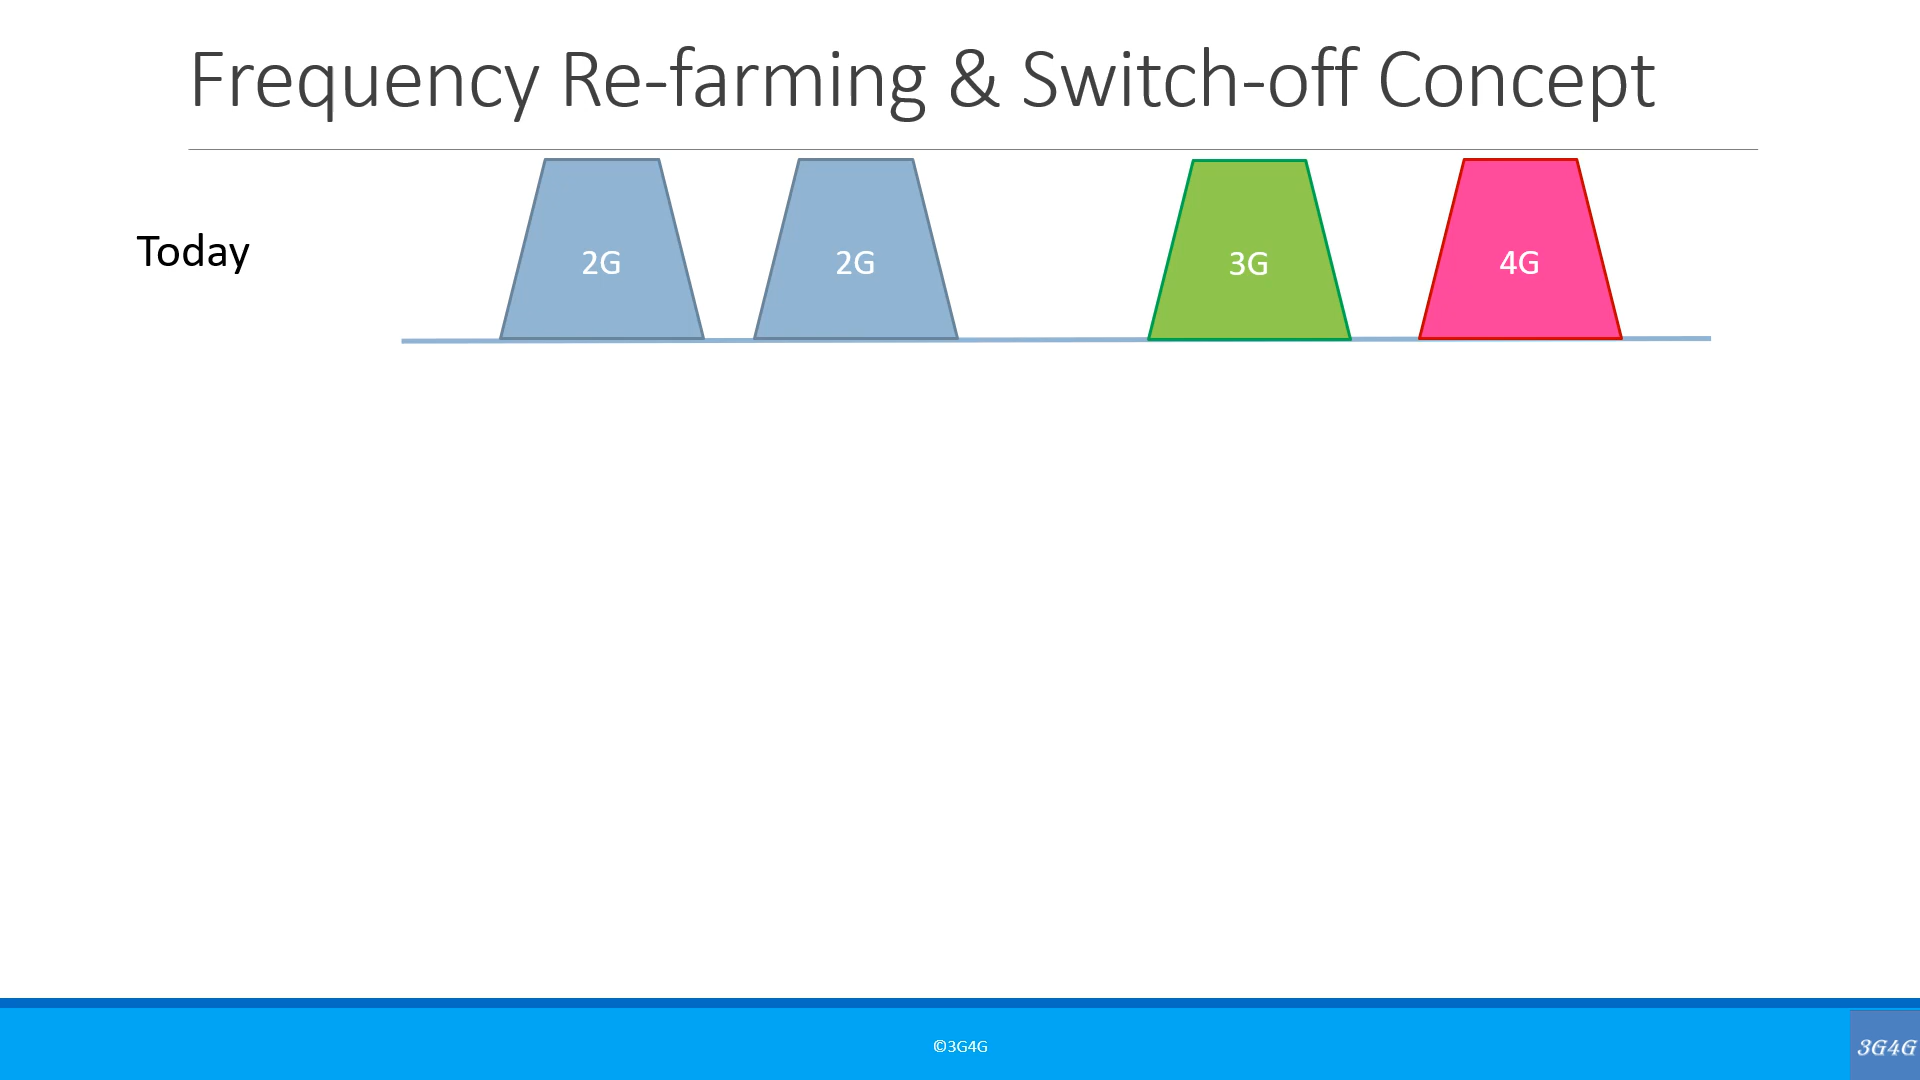 Frequency Re-farming & Switch-off Concept
Today
2G
2G
3G
4G
©3G4G
3G4G